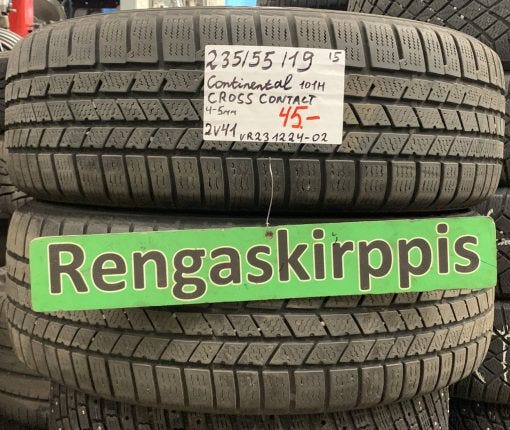 235/55/19 15
Continental 101H
CROSS CONTACT
4-5mm 45.-
2V41 VR231224-02
Rengaskirppis